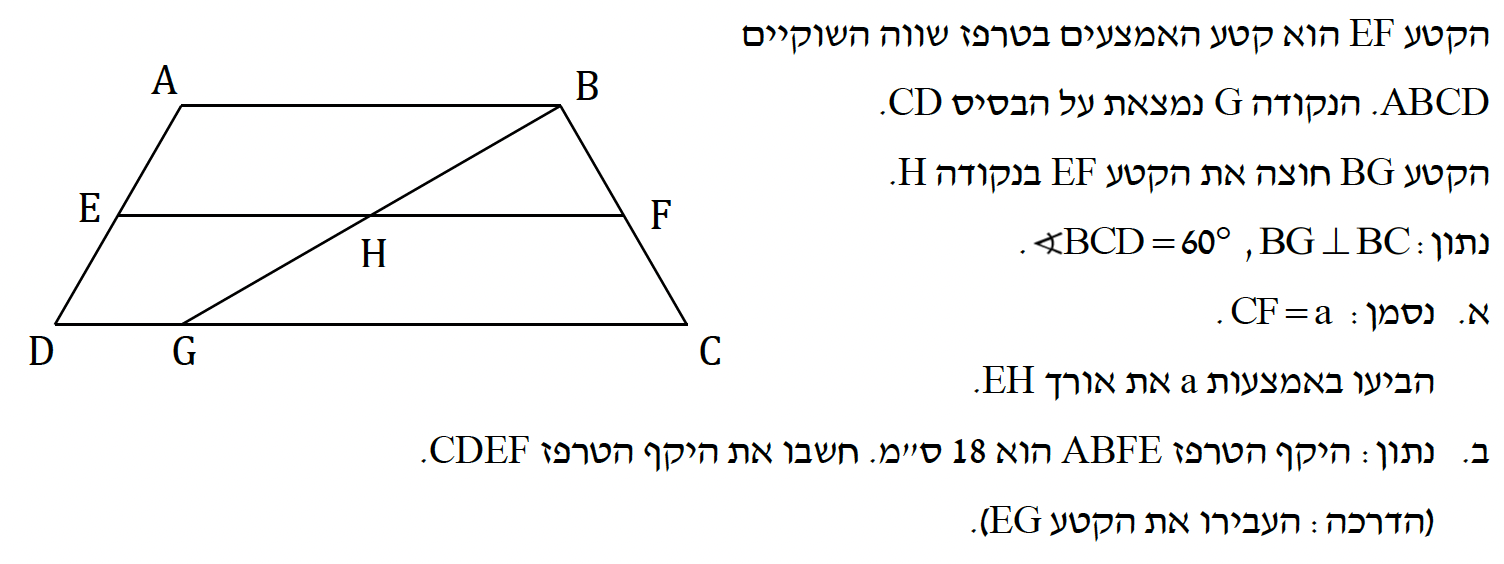 הקטע EF הוא קטע האמצעים בטרפז שווה השוקיים
ABCD. הנקודה G נמצאת על הבסיס CD.
הקטע BG חוצה את הקטע EF בנקודה H.
נתון: BG ⊥ BC, ∢BCD = 60°.
א. נסמן: CF = a.
הביעו באמצעות a את אורך EH.
ב. נתון: היקף הטרפז ABFE הוא 18 ס״מ. חשבו את היקף הטרפז CDEF.
(הדרכה: העבירו את הקטע EG).
A
B
E
F
H
D
G
C